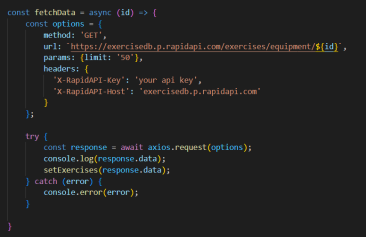 const fetchData = async (id) => {
    const options = {
        method: 'GET',
        url: `https://exercisedb.p.rapidapi.com/exercises/equipment/${id}`,
        params: {limit: '50'},
        headers: {
          'X-RapidAPI-Key': 'your api key',
          'X-RapidAPI-Host': 'exercisedb.p.rapidapi.com'
        }
    };

    try {
        const response = await axios.request(options);
        console.log(response.data);
        setExercises(response.data);
    } catch (error) {
        console.error(error);
    }

}